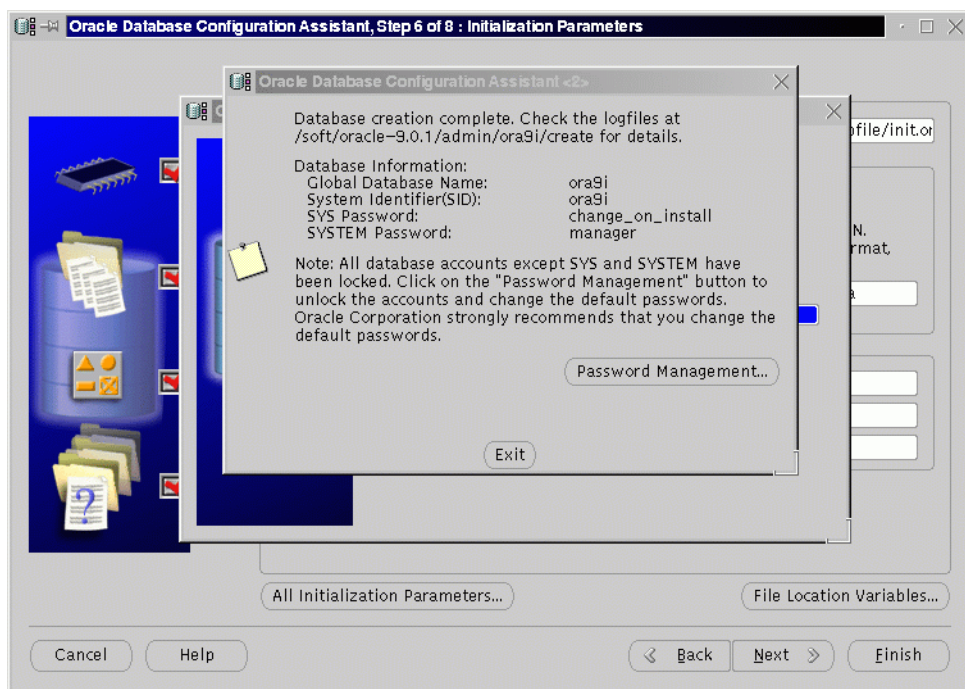 Oracle Database Configuration Assistant, Step 6 of 8 : Initialization Parameters
Oracle Database Configuration Assistant <2>
Database creation complete. Check the logfiles at
/soft/oracle-9.0.1/admin/ora9i/create for details.
Database Information:
Global Database Name: ora9i
System Identifier(SID): ora9i
SYS Password: change_on_install
SYSTEM Password: manager
Note: All database accounts except SYS and SYSTEM have
been locked. Click on the "Password Management" button to
unlock the accounts and change the default passwords.
Oracle Corporation strongly recommends that you change the
default passwords.
Password Management...
Exit
N.
All Initialization Parameters...
File Location Variables...
Cancel
Help
Back
Next
Finish